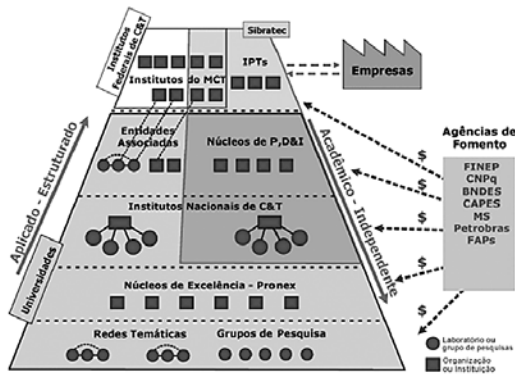 Sibratec
Institutos
Federais de C&T
Institutos do MCT
IPTs
Empresas
Entidades
Associadas
Núcleos de P,D&I
Aplicado - Estruturado
Acadêmico - Independente
Agências de
Fomento
FINEP
CNPq
BNDES
CAPES
MS
Petrobras
FAPs
$
$
$
$
$
Institutos Nacionais de C&T
Universidades
Núcleos de Excelência - Pronex
Redes Temáticas
Grupos de Pesquisa
Laboratório ou
grupo de pesquisas
Organização
ou Instituição